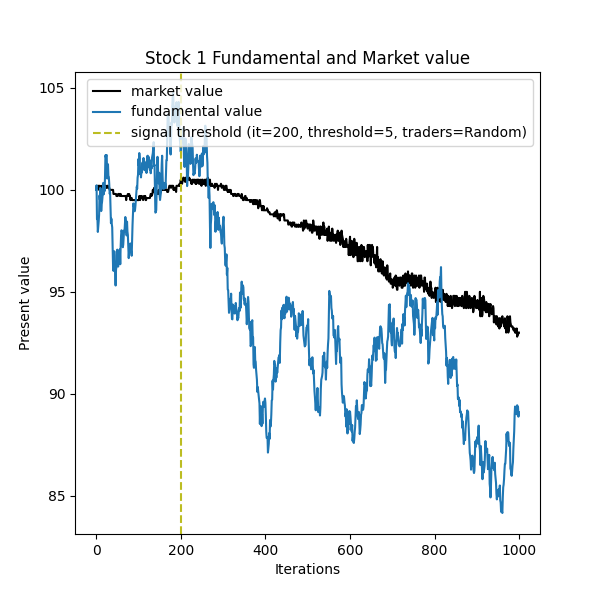 Stock 1 Fundamental and Market value
market value
fundamental value
signal threshold (it=200, threshold=5, traders=Random)
105
100
95
90
85
Present value
0 200 400 600 800 1000
Iterations